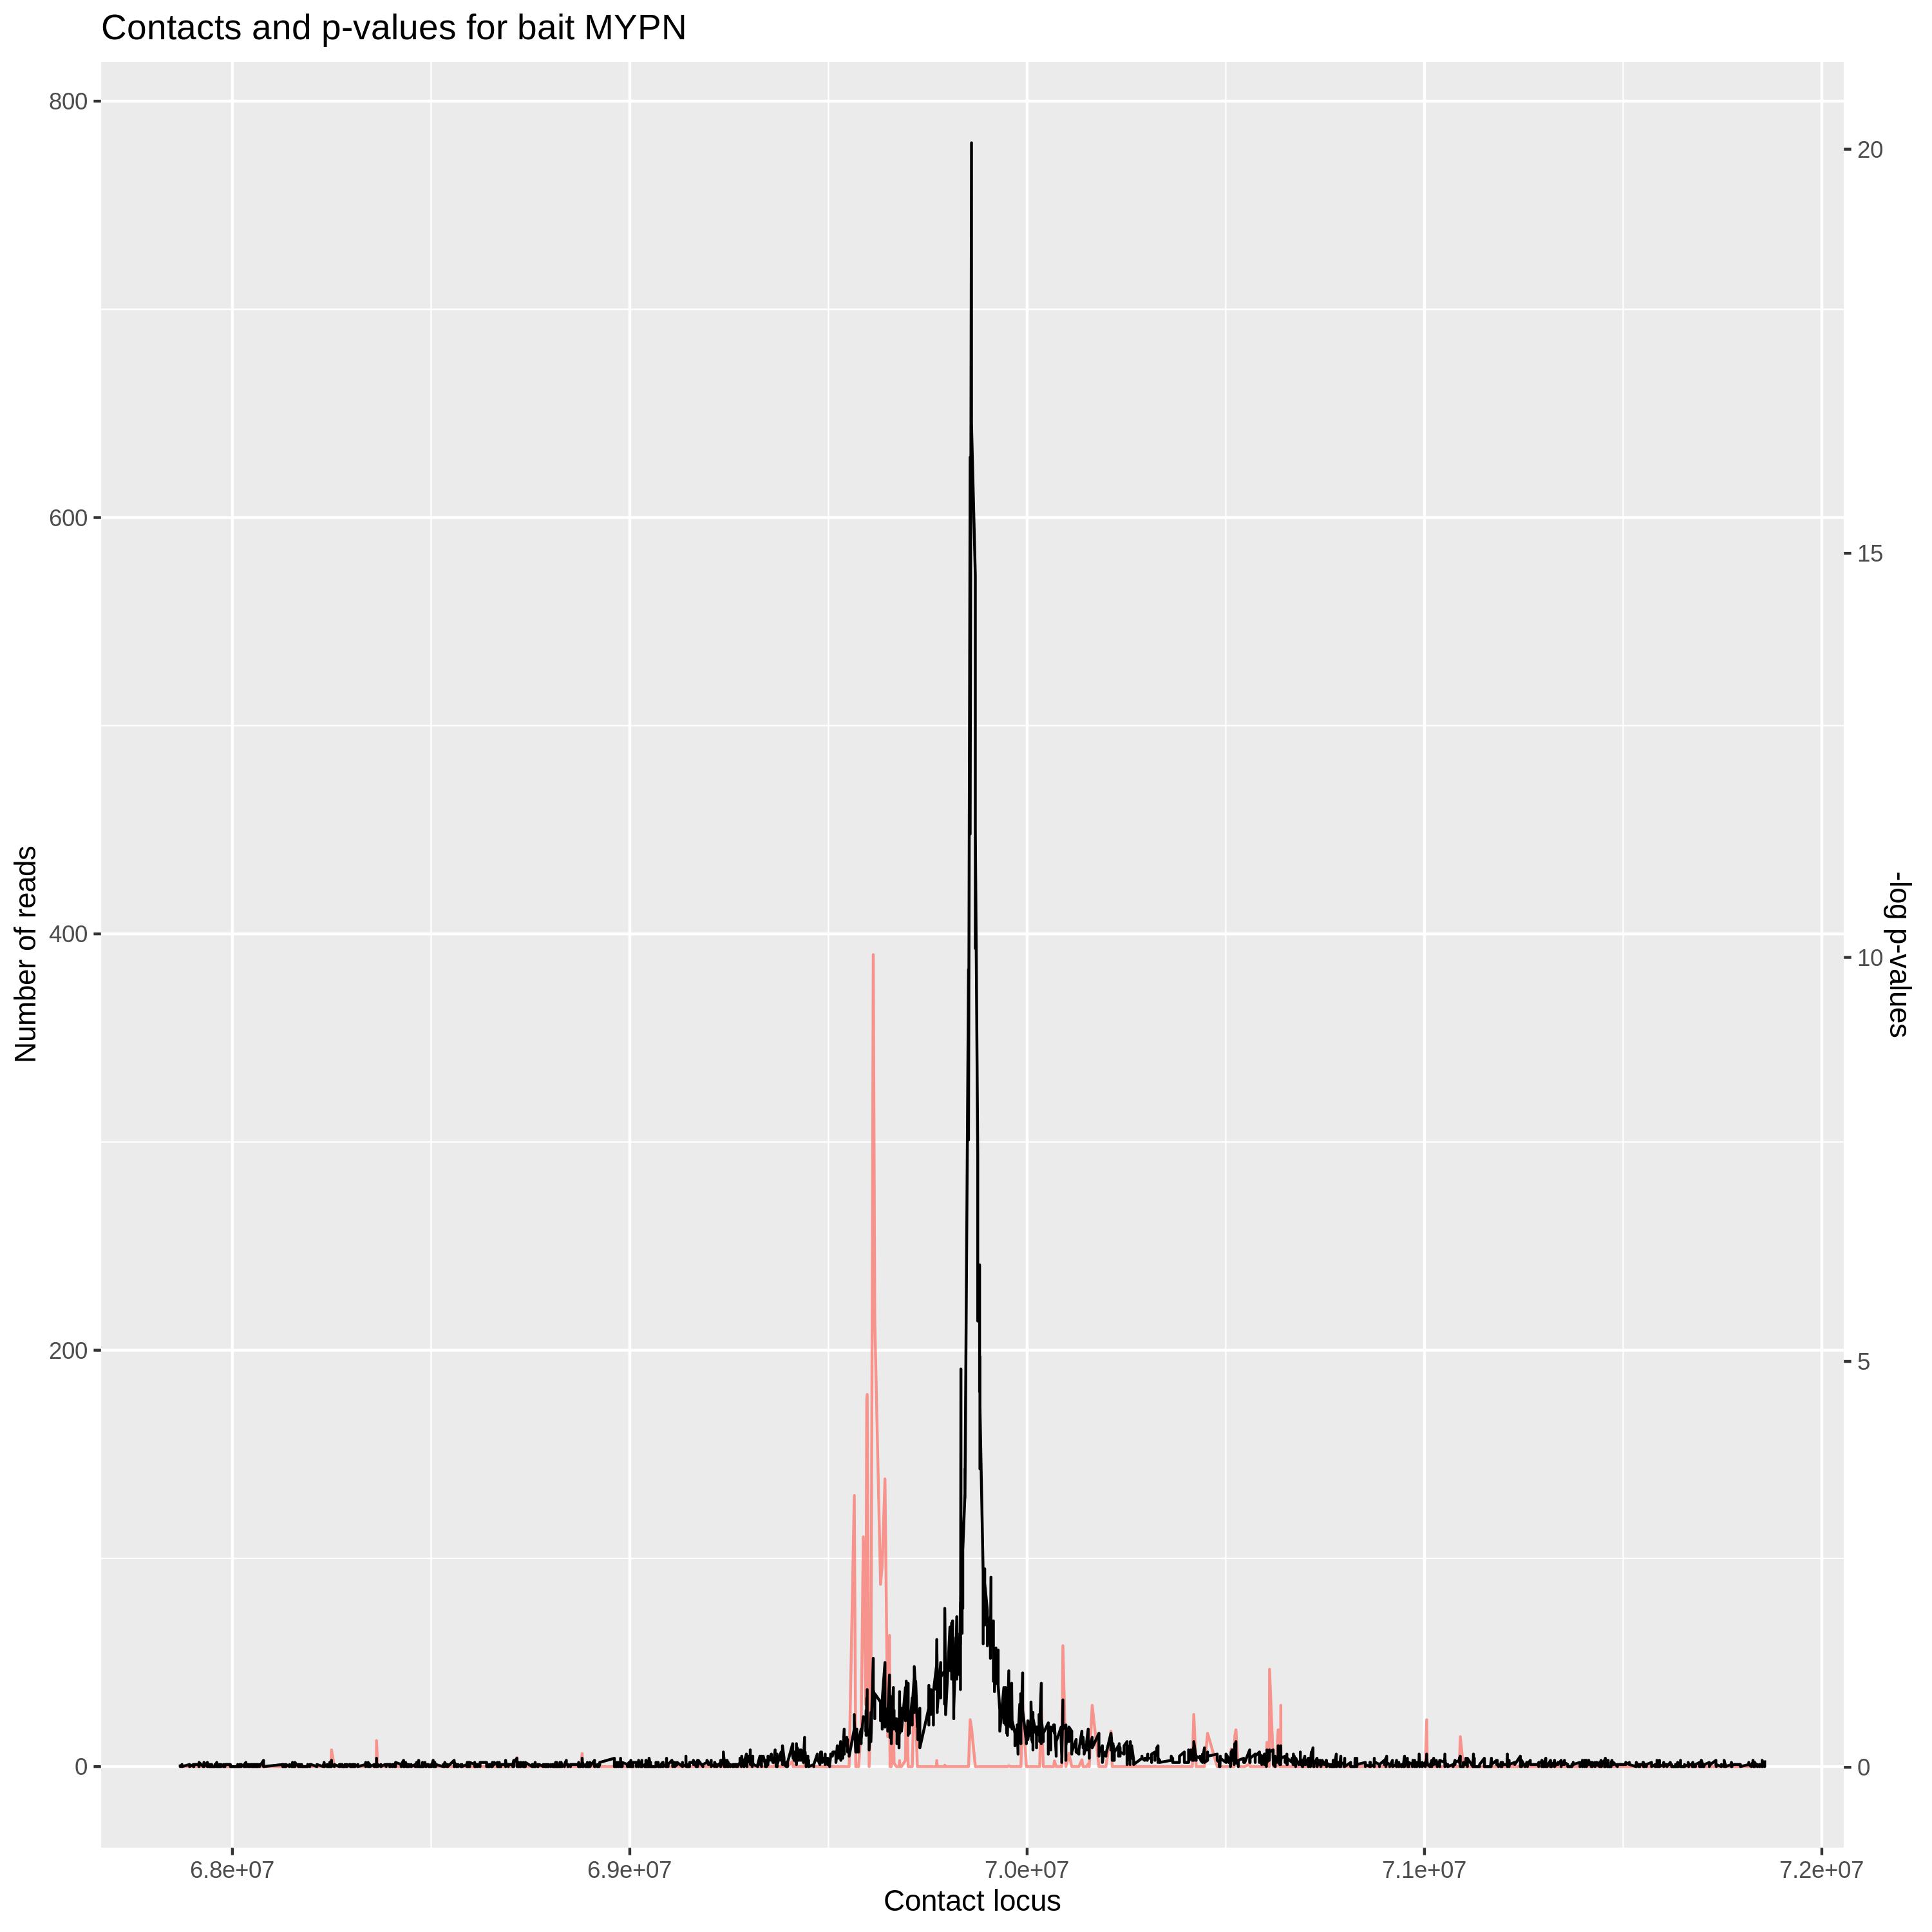 Contacts and p-values for bait MYPN
800
600
400
200
0
Number of reads
20
15
10
5
0
-log p-values
6.8e+07
6.9e+07
7.0e+07
7.1e+07
7.2e+07
Contact locus